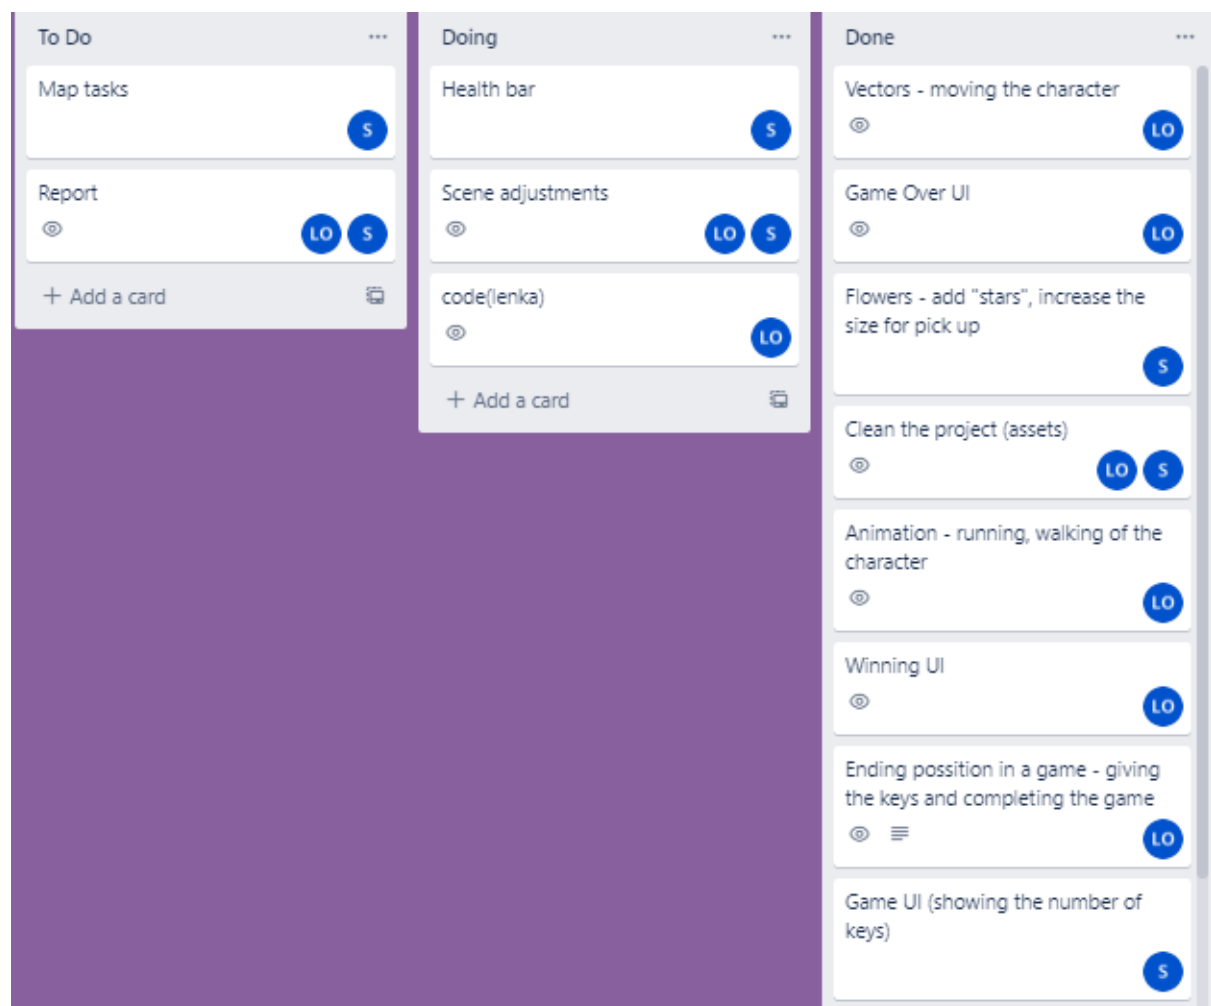 To Do
Map tasks
S
Report
LO S
+ Add a card
Doing
Health bar
S
Scene adjustments
LO S
code(lenka)
LO
+ Add a card
Done
Vectors - moving the character
LO
Game Over UI
LO
Flowers - add "stars", increase the
size for pick up
S
Clean the project (assets)
LO S
Animation - running, walking of the
character
LO
Winning UI
LO
Ending possition in a game - giving
the keys and completing the game
LO
Game UI (showing the number of
keys)
S